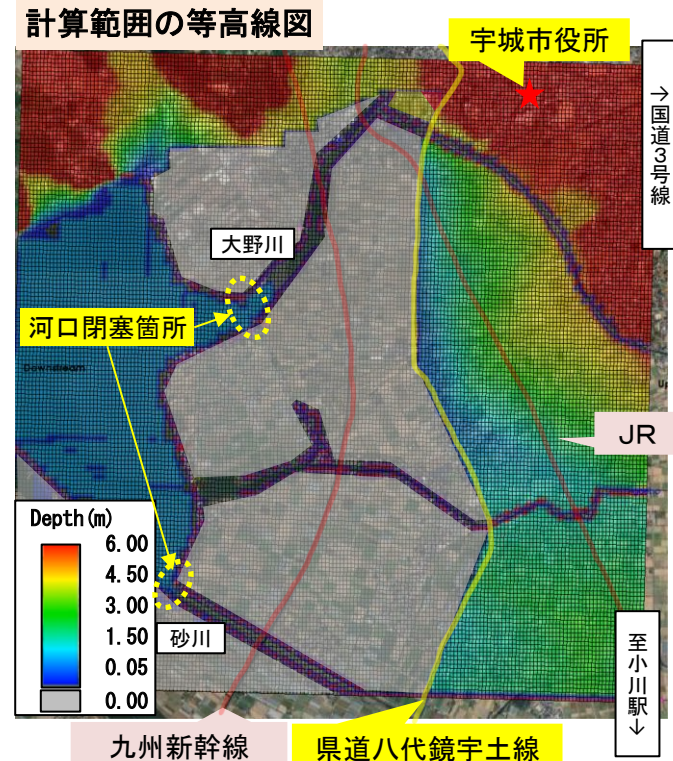 計算範囲の等高線図
宇城市役所
→国道3号線
大野川
河口閉塞箇所
Downstream
Up
JR
Depth(m)
6.00
4.50
3.00
1.50
0.05
0.00
砂川
至小川駅→
九州新幹線
県道八代鏡宇土線